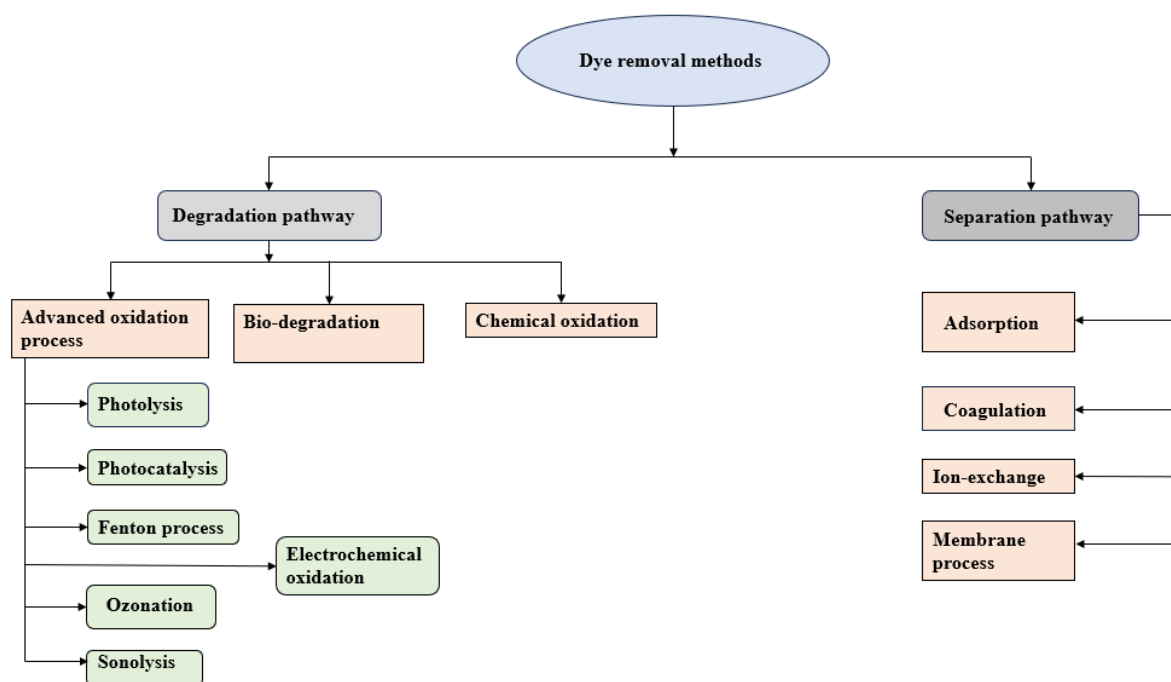 Dye removal methods
Degradation pathway
Separation pathway
Advanced oxidation
process
Bio-degradation
Chemical oxidation
Adsorption
Photolysis
Coagulation
Photocatalysis
Ion-exchange
Fenton process
Membrane
process
Electrochemical
oxidation
Ozonation
Sonolysis